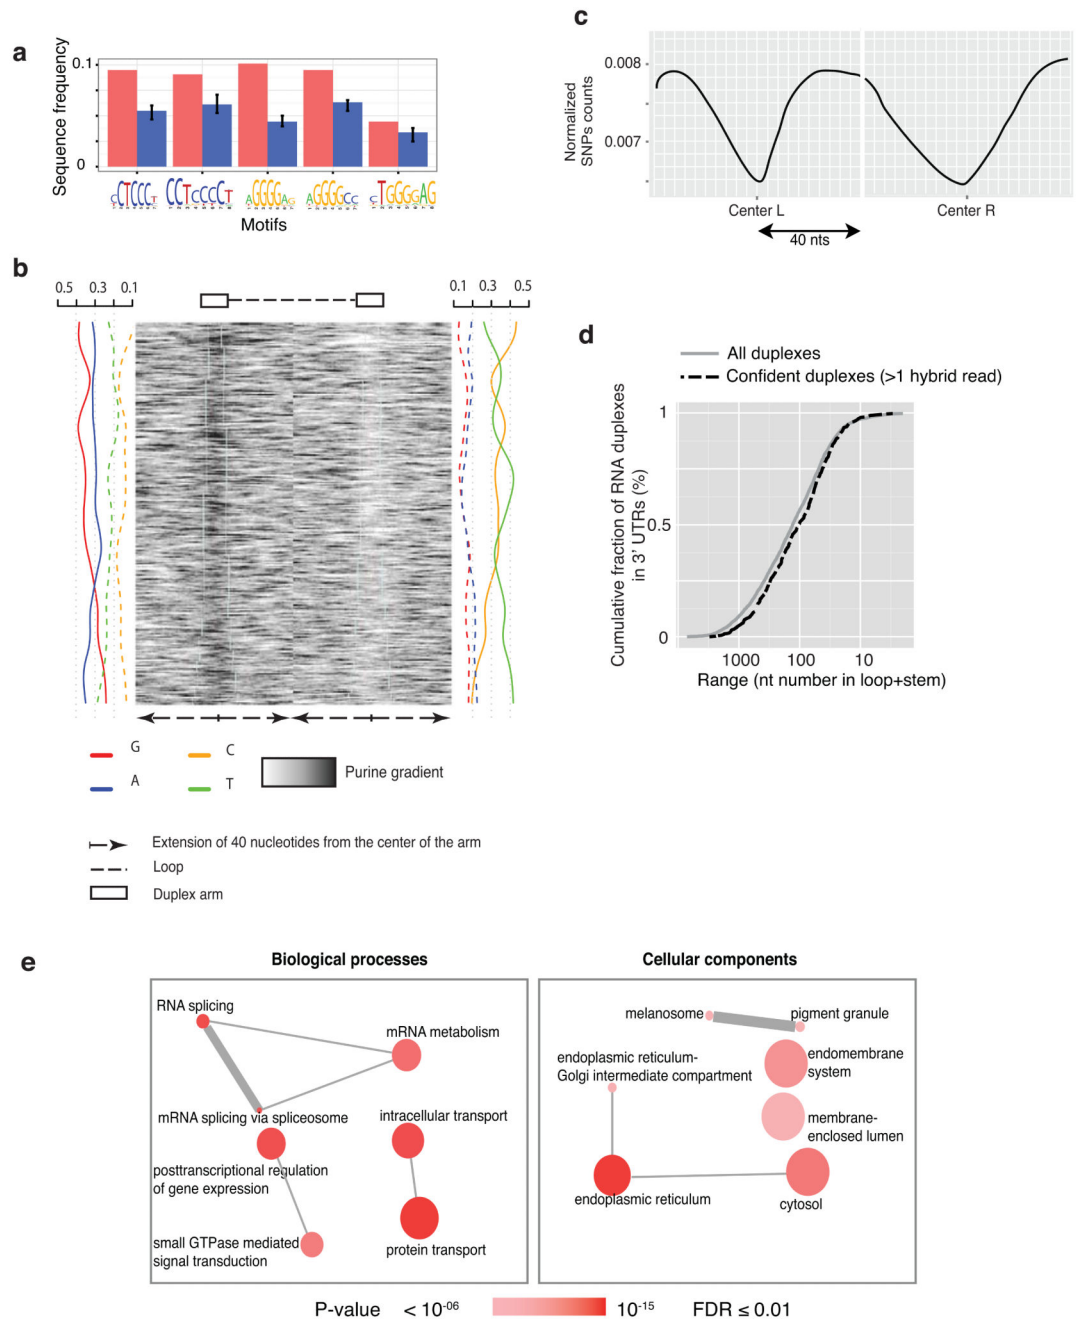 a
Sequence frequency
0.1
0
cCTCCCT
CCTCCCCT
AGGGGAG
AGGGGCC
CTGGGGAG
Motifs
c
Normalized
SNPs counts
0.008
0.007
Center L
Center R
40 nts
b
0.5 0.3 0.1
0.1 0.3 0.5
G
C
A
T
Purine gradient
Extension of 40 nucleotides from the center of the arm
Loop
Duplex arm
d
All duplexes
Confident duplexes (>1 hybrid read)
Cumulative fraction of RNA duplexes
in 3' UTRs (%)
1
0.5
0
1000 100 10
Range (nt number in loop+stem)
e
Biological processes
RNA splicing
mRNA metabolism
mRNA splicing via spliceosome
intracellular transport
posttranscriptional regulation
of gene expression
small GTPase mediated
signal transduction
protein transport
Cellular components
melanosome
pigment granule
endoplasmic reticulum-
Golgi intermediate compartment
endomembrane
system
membrane-
enclosed lumen
endoplasmic reticulum
cytosol
P-value < 10⁻⁰⁶ 10⁻¹⁵ FDR ≤ 0.01